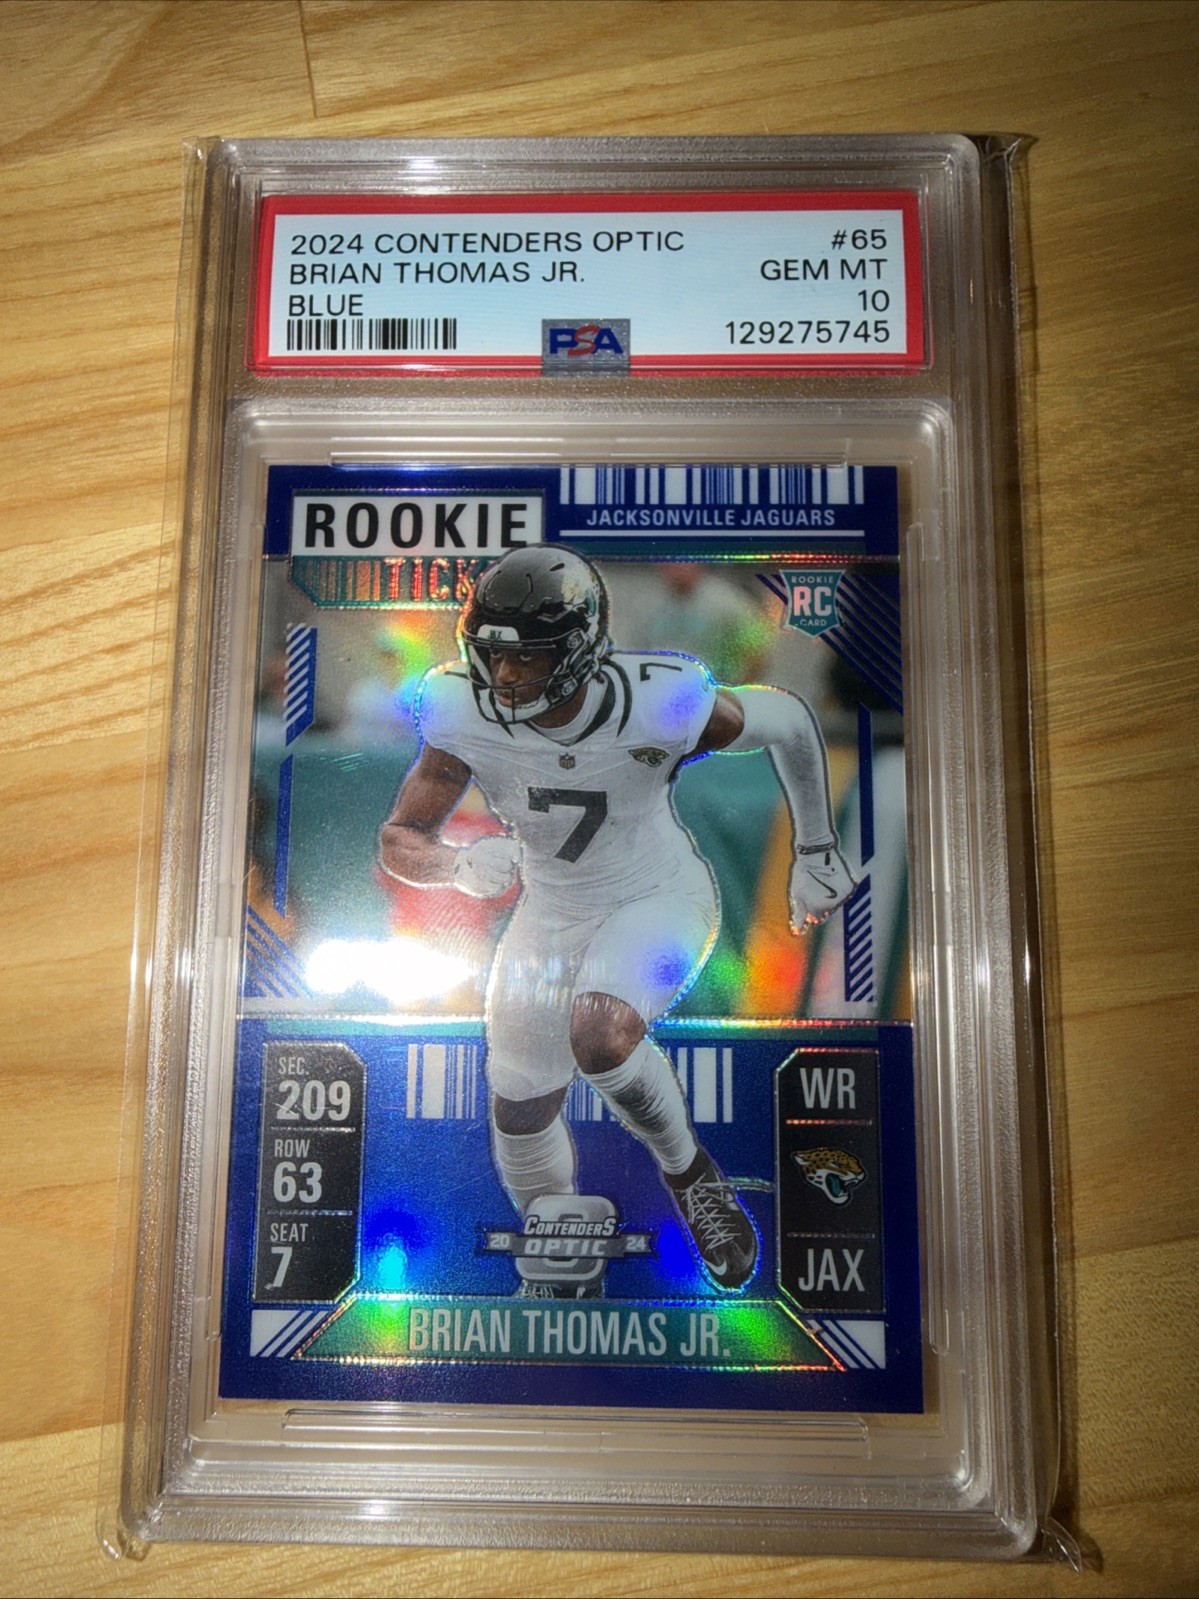 2024 CONTENDERS OPTIC #65
BRIAN THOMAS JR. GEM MT
BLUE 10
PSA 129275745
JACKSONVILLE JAGUARS
ROOKIE
TICK
ROOKIE
RC
CARD
7
7
SEC.
209
ROW
63
SEAT
7
WR
JAX
CONTENDERS
20 OPTIC 24
BRIAN THOMAS JR.